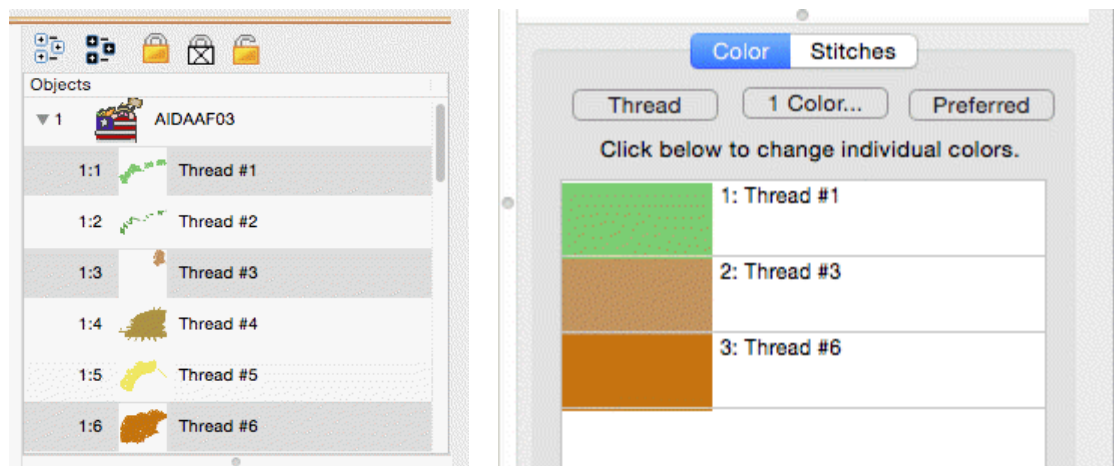 Objects
1 AIDAAF03
1:1 Thread #1
1:2 Thread #2
1:3 Thread #3
1:4 Thread #4
1:5 Thread #5
1:6 Thread #6
Color Stitches
Thread 1 Color... Preferred
Click below to change individual colors.
1: Thread #1
2: Thread #3
3: Thread #6